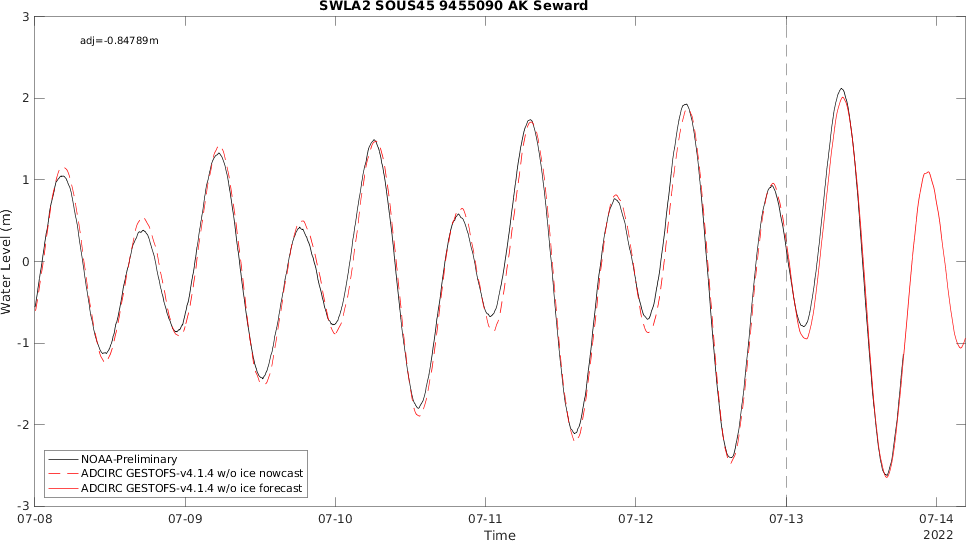 SWLA2 SOUS45 9455090 AK Seward
adj=-0.84789m
3
2
1
0
-1
-2
-3
Water Level (m)
NOAA-Preliminary
ADCIRC GESTOFS-v4.1.4 w/o ice nowcast
ADCIRC GESTOFS-v4.1.4 w/o ice forecast
07-08 07-09 07-10 07-11 07-12 07-13 07-14
Time
2022